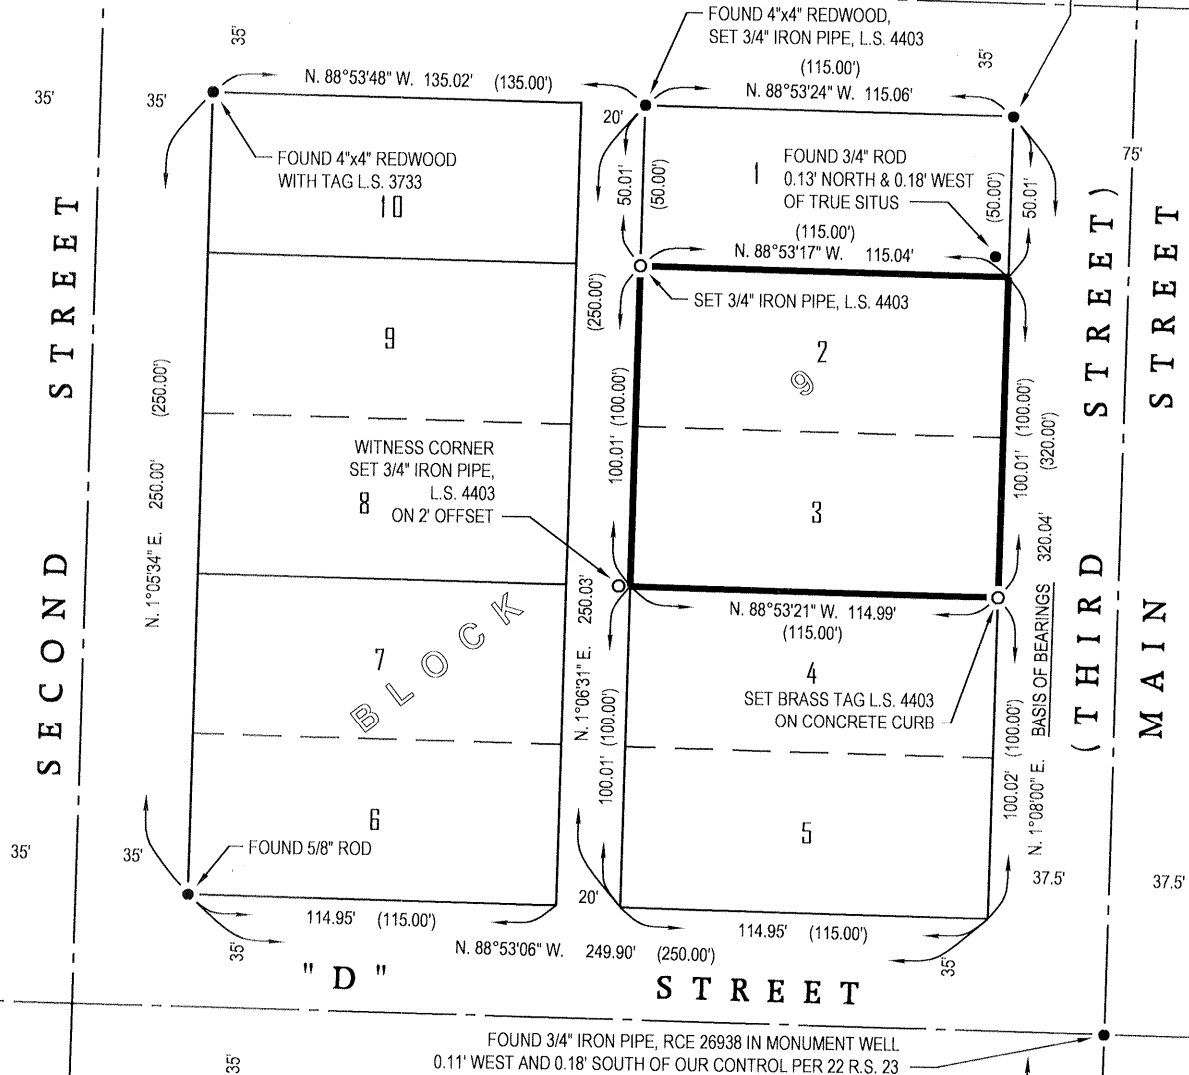 FOUND 4"x4" REDWOOD,
SET 3/4" IRON PIPE, L.S. 4403
35'
35'
(115.00')
N. 88°53'48" W. 135.02' (135.00')
N. 88°53'24" W. 115.06'
35'
35'
20'
75'
FOUND 4"x4" REDWOOD
WITH TAG L.S. 3733
10
1
FOUND 3/4" ROD
0.13' NORTH & 0.18' WEST
OF TRUE SITUS
50.01'
(50.00')
(50.00')
50.01'
(115.00')
N. 88°53'17" W. 115.04'
SET 3/4" IRON PIPE, L.S. 4403
(250.00')
9
2
9
(250.00')
100.01' (100.00')
100.01' (100.00')
(320.00')
WITNESS CORNER
SET 3/4" IRON PIPE,
L.S. 4403
ON 2' OFFSET
8
3
N. 1°05'34" E. 250.00'
N. 1°06'31" E. 250.03'
N. 88°53'21" W. 114.99'
(115.00')
N. 1°08'00" E. BASIS OF BEARINGS 320.04'
BLOCK
7
4
SET BRASS TAG L.S. 4403
ON CONCRETE CURB
100.01' (100.00')
100.02' (100.00')
SECOND STREET
(THIRD STREET)
MAIN STREET
6
5
FOUND 5/8" ROD
35'
35'
37.5'
37.5'
20'
114.95' (115.00')
114.95' (115.00')
35'
N. 88°53'06" W. 249.90' (250.00')
35'
"D" STREET
FOUND 3/4" IRON PIPE, RCE 26938 IN MONUMENT WELL
0.11' WEST AND 0.18' SOUTH OF OUR CONTROL PER 22 R.S. 23
35'